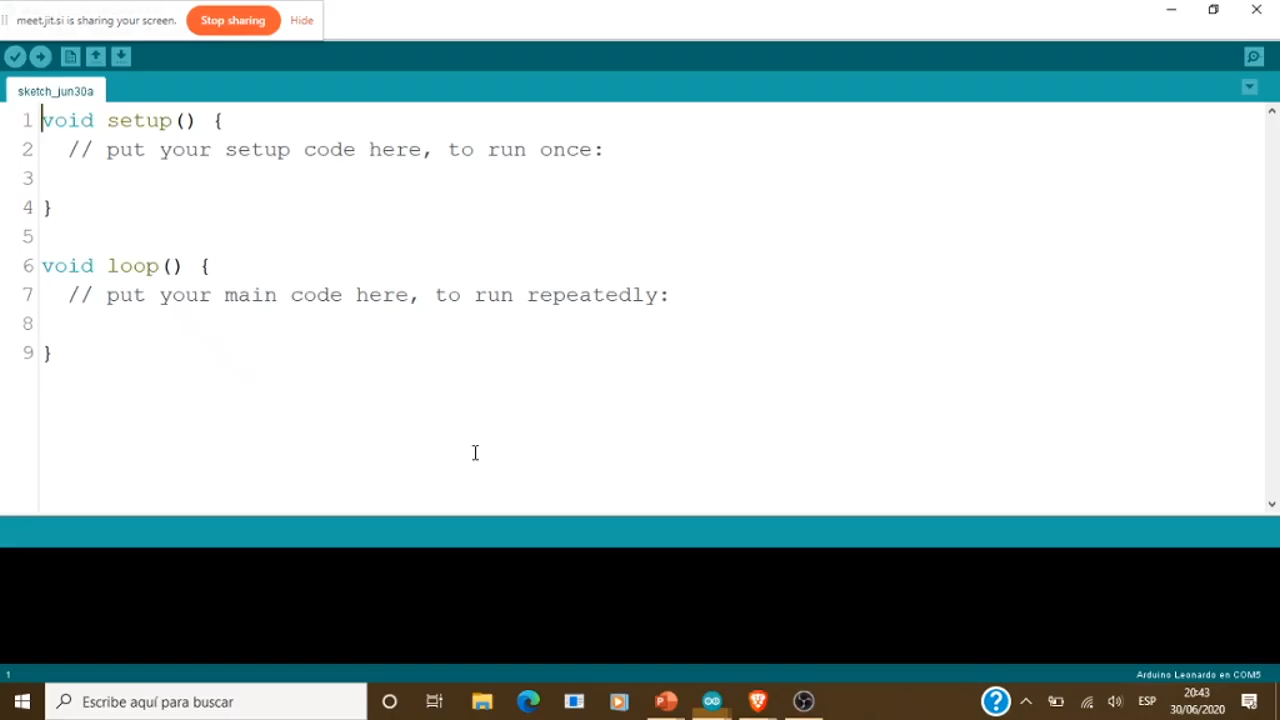 meet.jit.si is sharing your screen. Stop sharing Hide
sketch_jun30a
1 void setup() {
2 // put your setup code here, to run once:
3
4 }
5
6 void loop() {
7 // put your main code here, to run repeatedly:
8
9 }
1
Arduino Leonardo en COM5
Escribe aquí para buscar
ESP
20:43
30/06/2020